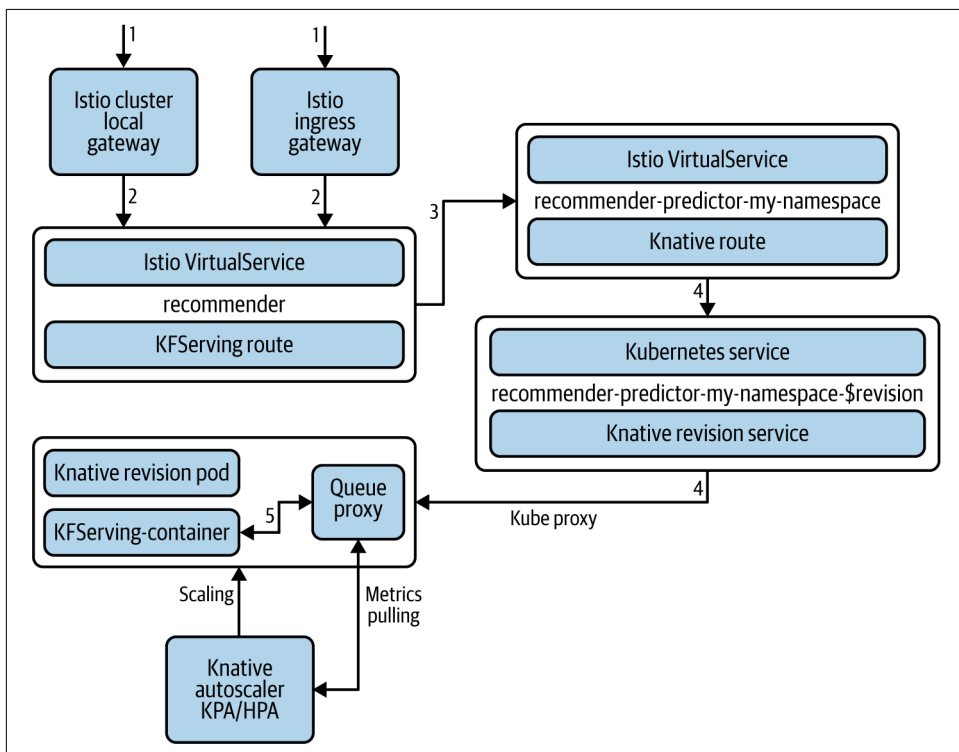 1
1
Istio cluster
local
gateway
Istio
ingress
gateway
2
2
Istio VirtualService
recommender
KFServing route
3
Istio VirtualService
recommender-predictor-my-namespace
Knative route
4
Kubernetes service
recommender-predictor-my-namespace-$revision
Knative revision service
4
Kube proxy
Knative revision pod
KFServing-container
5
Queue
proxy
Scaling
Metrics
pulling
Knative
autoscaler
KPA/HPA